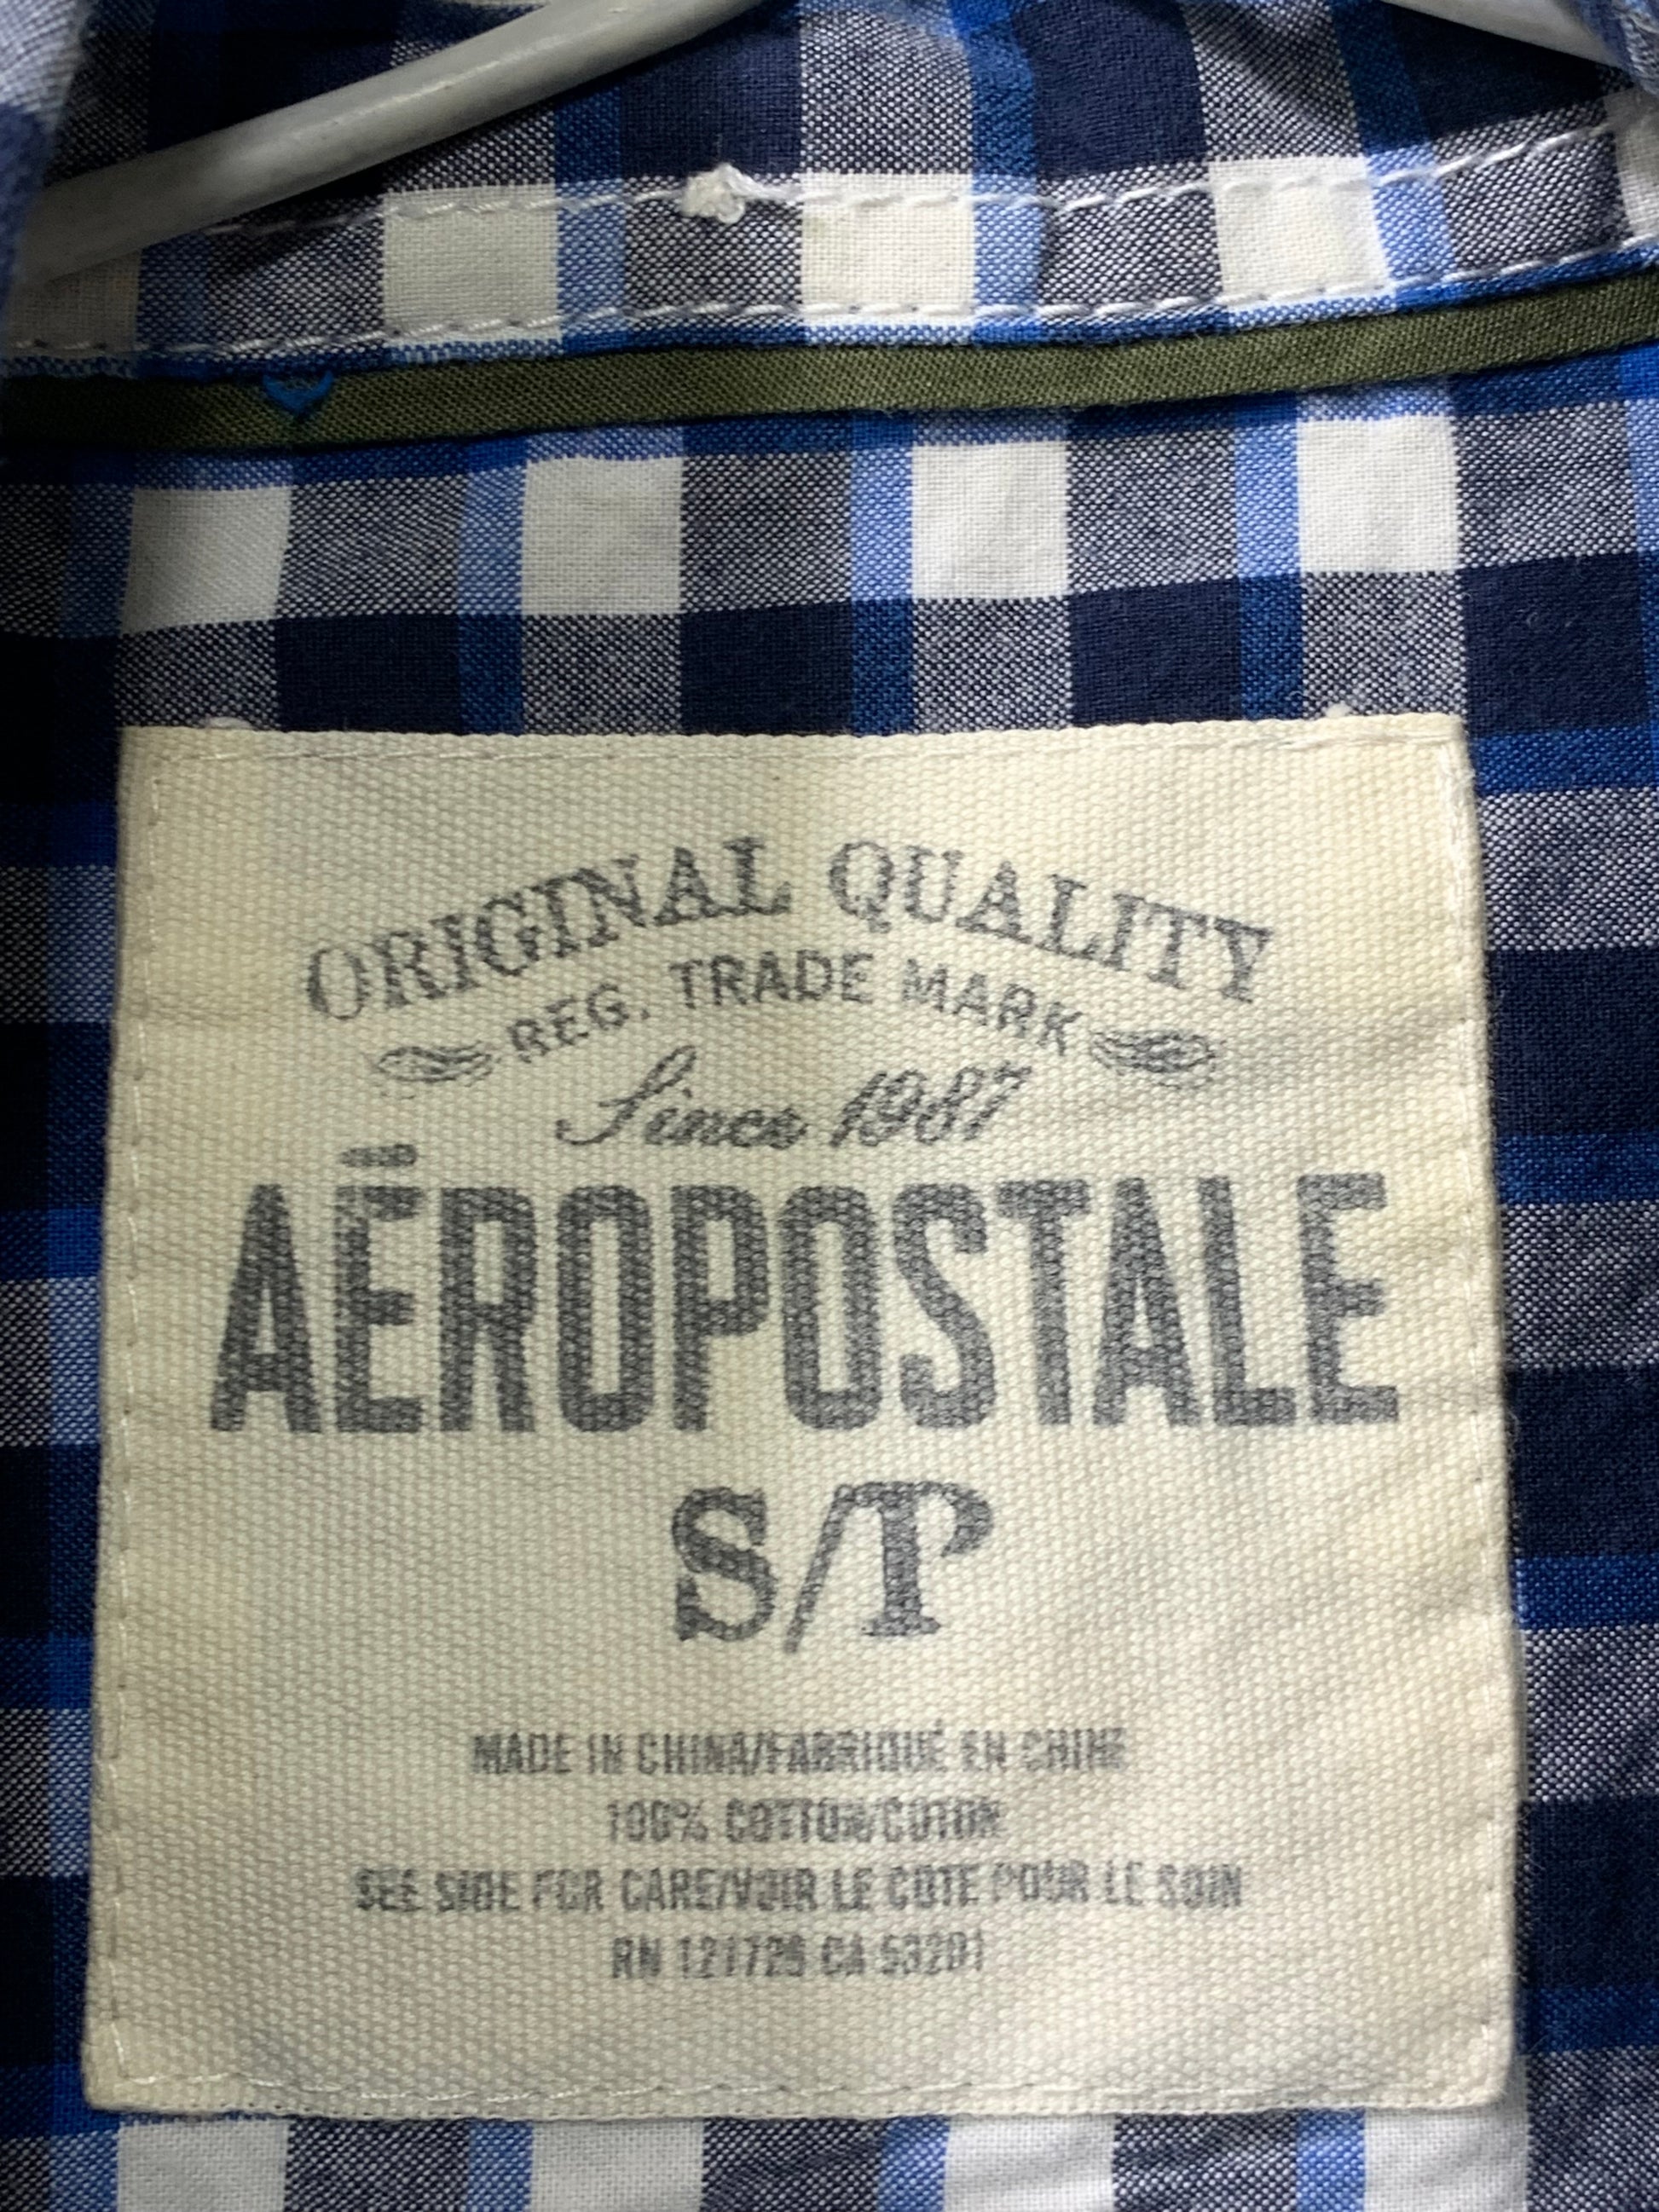 ORIGINAL QUALITY
REG. TRADE MARK
Since 1987
AÉROPOSTALE
S/P
MADE IN CHINA/FABRIQUÉ EN CHINE
100% COTTON/COTON
SEE SIDE FOR CARE/VOIR LE COTE POUR LE SOIN
RN 121726 CA 53201